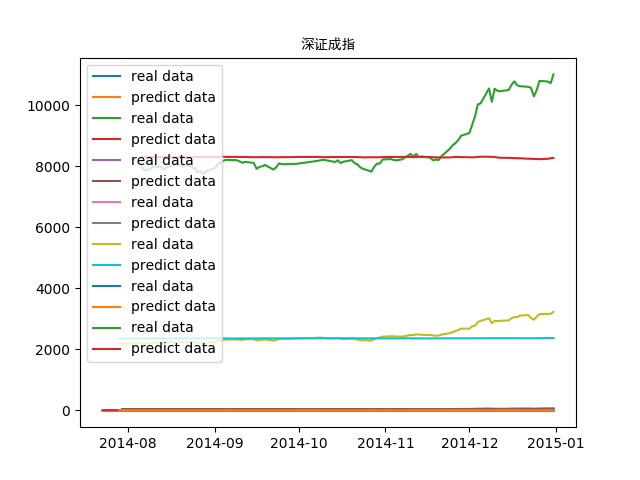 深证成指
real data
predict data
real data
predict data
real data
predict data
real data
predict data
real data
predict data
real data
predict data
real data
predict data
10000
8000
6000
4000
2000
0
2014-08 2014-09 2014-10 2014-11 2014-12 2015-01